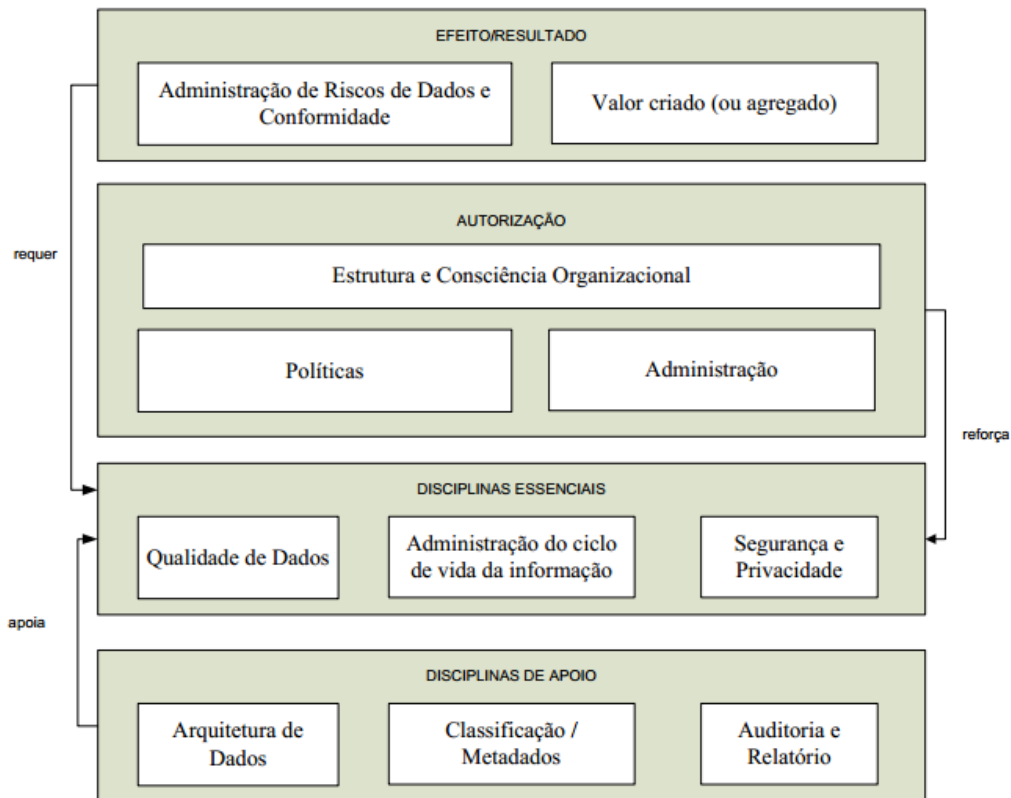 EFEITO/RESULTADO
Administração de Riscos de Dados e
Conformidade
Valor criado (ou agregado)
AUTORIZAÇÃO
requer
Estrutura e Consciência Organizacional
Políticas
Administração
reforça
DISCIPLINAS ESSENCIAIS
Qualidade de Dados
Administração do ciclo
de vida da informação
Segurança e
Privacidade
apoia
DISCIPLINAS DE APOIO
Arquitetura de
Dados
Classificação /
Metadados
Auditoria e
Relatório